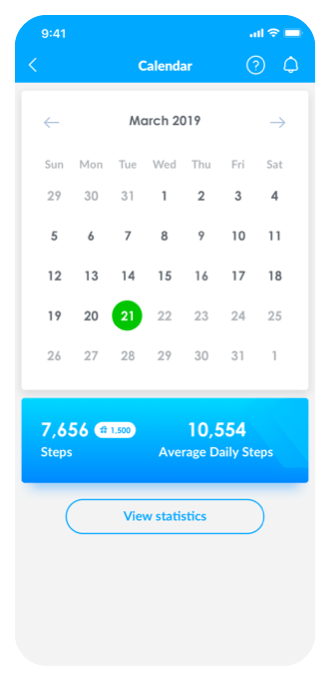 9:41
Calendar
March 2019
Sun Mon Tue Wed Thu Fri Sat
29 30 31 1 2 3 4
5 6 7 8 9 10 11
12 13 14 15 16 17 18
19 20 21 22 23 24 25
26 27 28 29 30 31 1
7,656 1,500 10,554
Steps Average Daily Steps
View statistics